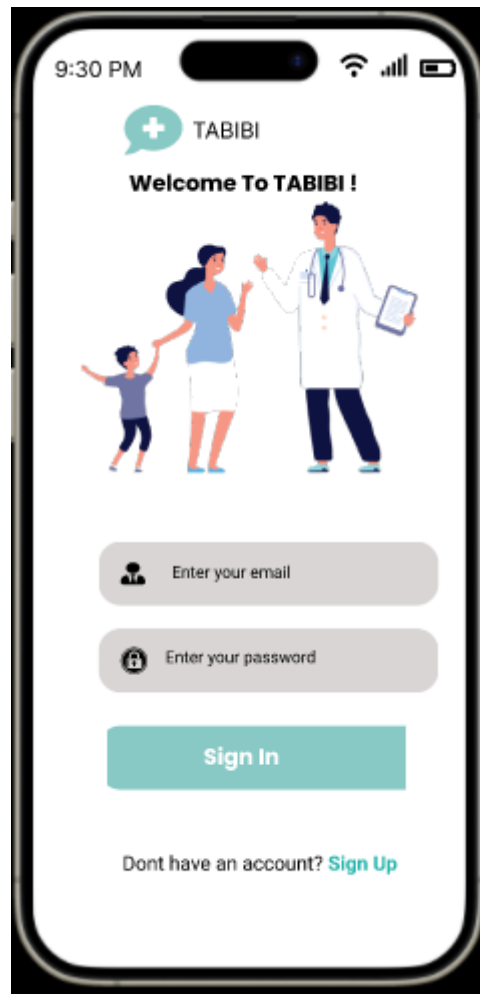 9:30 PM
TABIBI
Welcome To TABIBI !
Enter your email
Enter your password
Sign In
Dont have an account? Sign Up